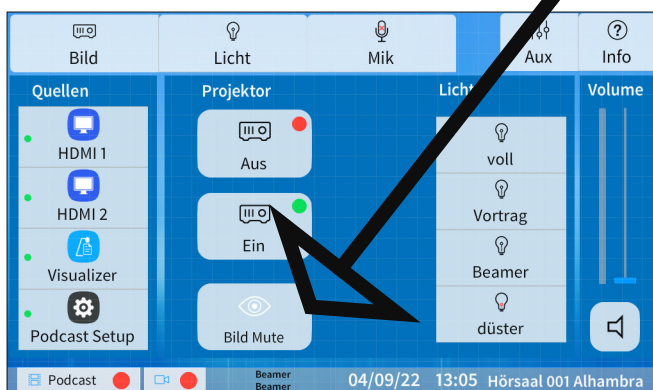 Bild
Licht
Mik
Aux
Info
Quellen
HDMI 1
HDMI 2
Visualizer
Podcast Setup
Projektor
Aus
Ein
Bild Mute
Licht
voll
Vortrag
Beamer
düster
Volume
Podcast
Beamer
Beamer
04/09/22 13:05 Hörsaal 001 Alhambra